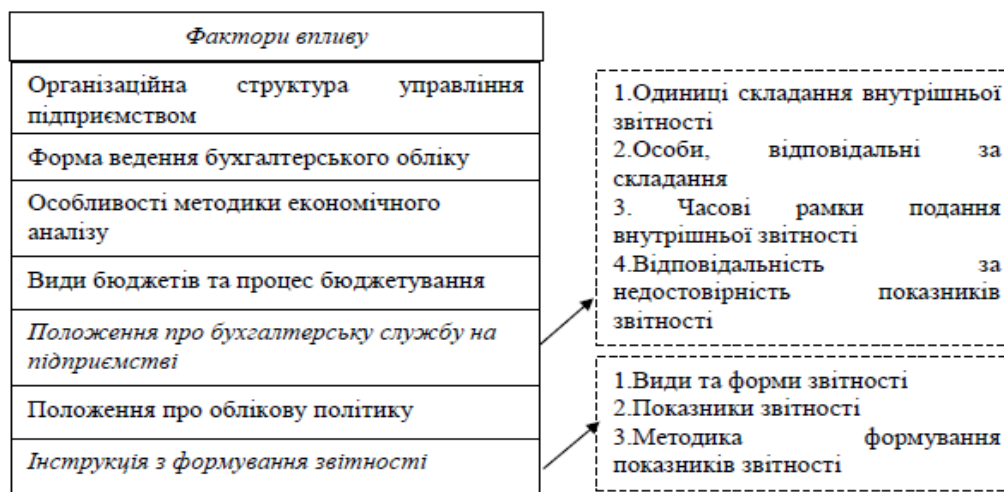 Фактори впливу
Організаційна структура управління
підприємством
Форма ведення бухгалтерського обліку
Особливості методики економічного
аналізу
Види бюджетів та процес бюджетування
Положення про бухгалтерську службу на
підприємстві
Положення про облікову політику
Інструкція з формування звітності
1.Одиниці складання внутрішньої
звітності
2.Особи, відповідальні за
складання
3. Часові рамки подання
внутрішньої звітності
4.Відповідальність за
недостовірність показників
звітності
1.Види та форми звітності
2.Показники звітності
3.Методика формування
показників звітності